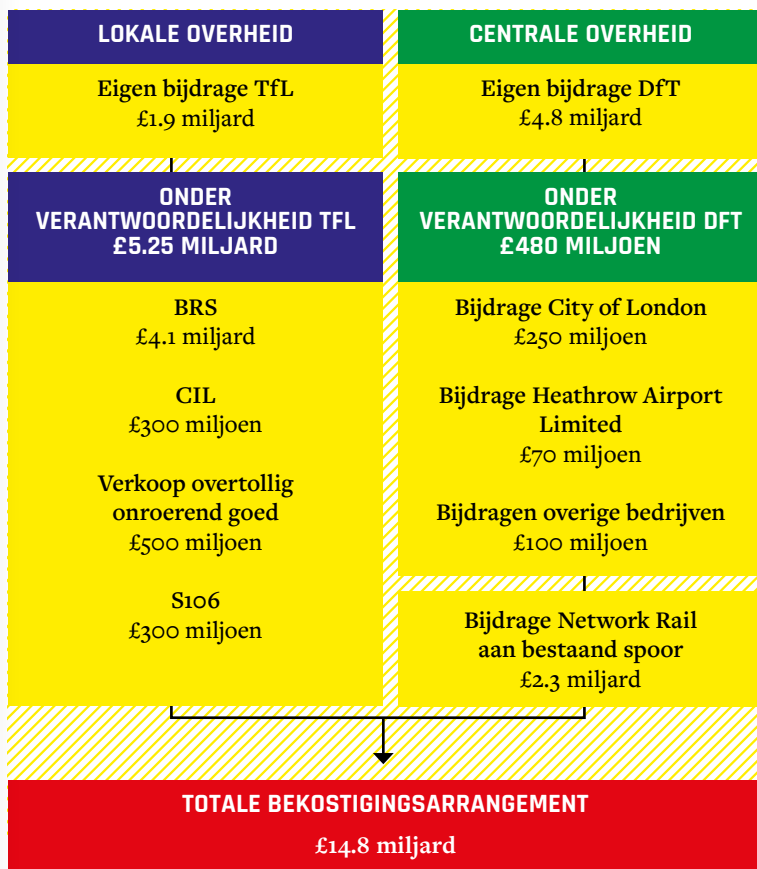 LOKALE OVERHEID
Eigen bijdrage TfL
£1.9 miljard
ONDER
VERANTWOORDELIJKHEID TFL
£5.25 MILJARD
BRS
£4.1 miljard
CIL
£300 miljoen
Verkoop overtollig
onroerend goed
£500 miljoen
S106
£300 miljoen
CENTRALE OVERHEID
Eigen bijdrage DfT
£4.8 miljard
ONDER
VERANTWOORDELIJKHEID DFT
£480 MILJOEN
Bijdrage City of London
£250 miljoen
Bijdrage Heathrow Airport
Limited
£70 miljoen
Bijdragen overige bedrijven
£100 miljoen
Bijdrage Network Rail
aan bestaand spoor
£2.3 miljard
TOTALE BEKOSTIGINGSARRANGEMENT
£14.8 miljard